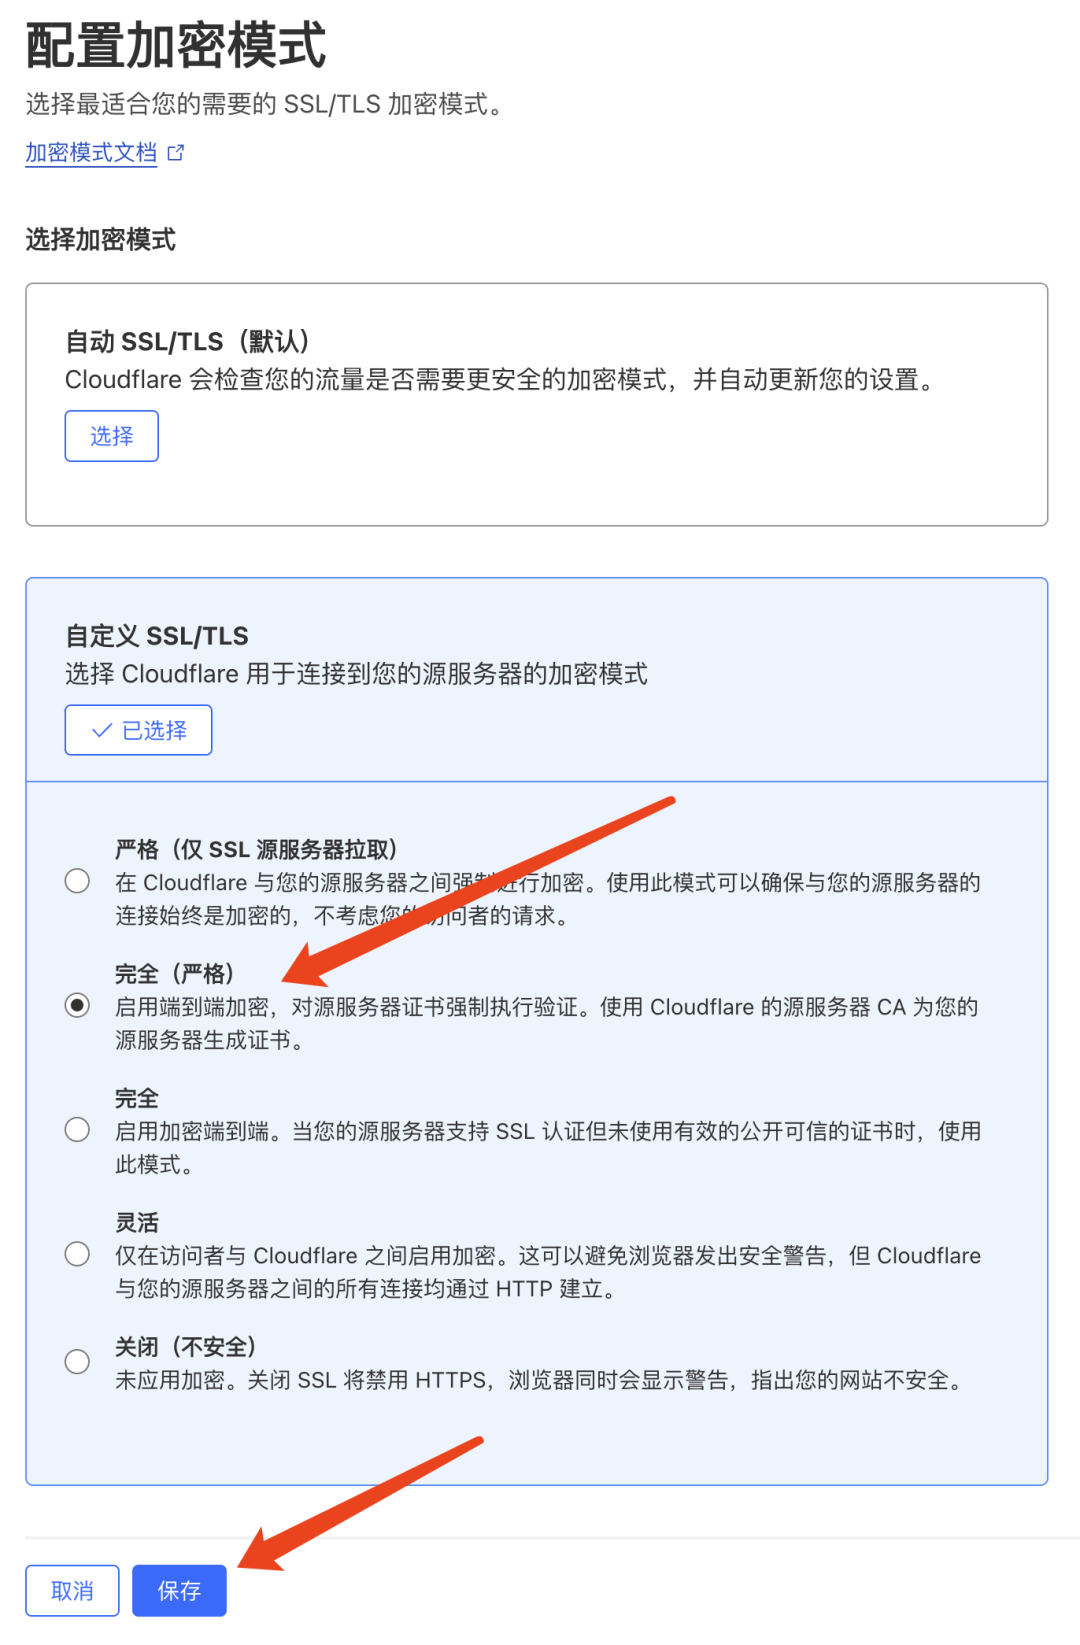 配置加密模式
选择最适合您的需要的 SSL/TLS 加密模式。
加密模式文档
选择加密模式
自动 SSL/TLS（默认）
Cloudflare 会检查您的流量是否需要更安全的加密模式，并自动更新您的设置。
选择
自定义 SSL/TLS
选择 Cloudflare 用于连接到您的源服务器的加密模式
已选择
严格（仅 SSL 源服务器拉取）
在 Cloudflare 与您的源服务器之间强制进行加密。使用此模式可以确保与您的源服务器的
连接始终是加密的，不考虑您的访问者的请求。
完全（严格）
启用端到端加密，对源服务器证书强制执行验证。使用 Cloudflare 的源服务器 CA 为您的
源服务器生成证书。
完全
启用加密端到端。当您的源服务器支持 SSL 认证但未使用有效的公开可信的证书时，使用
此模式。
灵活
仅在访问者与 Cloudflare 之间启用加密。这可以避免浏览器发出安全警告，但 Cloudflare
与您的源服务器之间的所有连接均通过 HTTP 建立。
关闭（不安全）
未应用加密。关闭 SSL 将禁用 HTTPS，浏览器同时会显示警告，指出您的网站不安全。
取消
保存